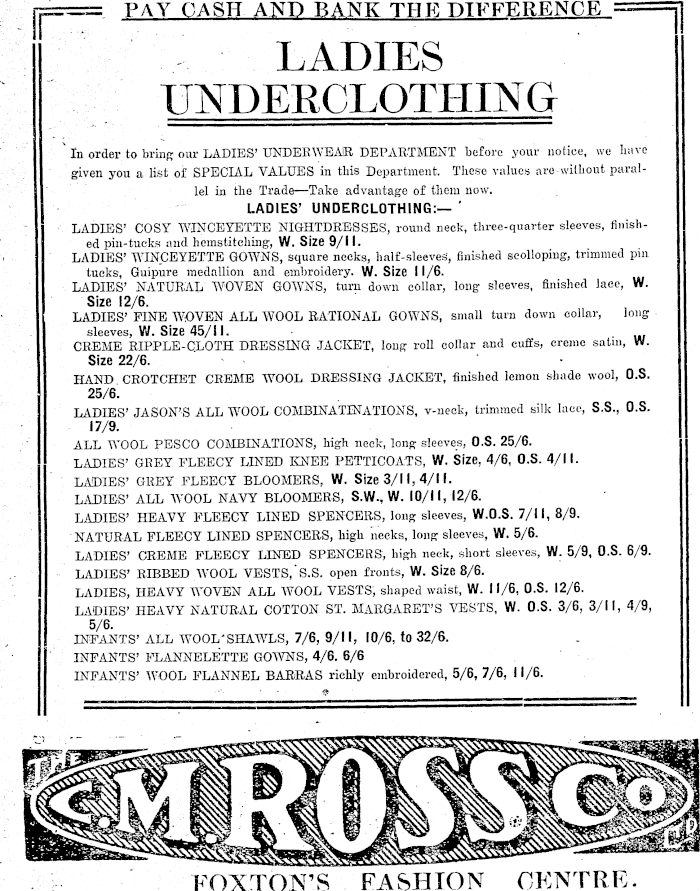 PAY CASH AND BANK THE DIFFERENCE
LADIES
UNDERCLOTHING
In order to bring our LADIES' UNDERWEAR DEPARTMENT before your notice, we have
given you a list of SPECIAL VALUES in this Department. These values are without paral-
lel in the Trade—Take advantage of them now.
LADIES' UNDERCLOTHING:—
LADIES' COSY WINCEYETTE NIGHTDRESSES, round neck, three-quarter sleeves, finish-
ed pin-tucks and hemstitching, W. Size 9/11.
LADIES' WINCEYETTE GOWNS, square necks, half-sleeves, finished scolloping, trimmed pin
tucks, Guipure medallion and embroidery. W. Size 11/6.
LADIES' NATURAL WOVEN GOWNS, turn down collar, long sleeves, finished lace, W.
Size 12/6.
LADIES' FINE WOVEN ALL WOOL RATIONAL GOWNS, small turn down collar, long
sleeves, W. Size 45/11.
CREME RIPPLE-CLOTH DRESSING JACKET, long roll collar and cuffs, creme satin, W.
Size 22/6.
HAND CROTCHET CREME WOOL DRESSING JACKET, finished lemon shade wool, O.S.
25/6.
LADIES' JASON'S ALL WOOL COMBINATINATIONS, v-neck, trimmed silk lace, S.S., O.S.
17/9.
ALL WOOL PESCO COMBINATIONS, high neck, long sleeves, O.S. 25/6.
LADIES' GREY FLEECY LINED KNEE PETTICOATS, W. Size, 4/6, O.S. 4/11.
LADIES' GREY FLEECY BLOOMERS, W. Size 3/11, 4/11.
LADIES' ALL WOOL NAVY BLOOMERS, S.W., W. 10/11, 12/6.
LADIES' HEAVY FLEECY LINED SPENCERS, long sleeves, W.O.S. 7/11, 8/9.
NATURAL FLEECY LINED SPENCERS, high necks, long sleeves, W. 5/6.
LADIES' CREME FLEECY LINED SPENCERS, high neck, short sleeves, W. 5/9, O.S. 6/9.
LADIES' RIBBED WOOL VESTS, S.S. open fronts, W. Size 8/6.
LADIES, HEAVY WOVEN ALL WOOL VESTS, shaped waist, W. 11/6, O.S. 12/6.
LADIES' HEAVY NATURAL COTTON ST. MARGARET'S VESTS, W. O.S. 3/6, 3/11, 4/9,
5/6.
INFANTS' ALL WOOL SHAWLS, 7/6, 9/11, 10/6, to 32/6.
INFANTS' FLANNELETTE GOWNS, 4/6. 6/6
INFANTS' WOOL FLANNEL BARRAS richly embroidered, 5/6, 7/6, 11/6.
THE
C.M. ROSS Co
LTD
FOXTON'S FASHION CENTRE.